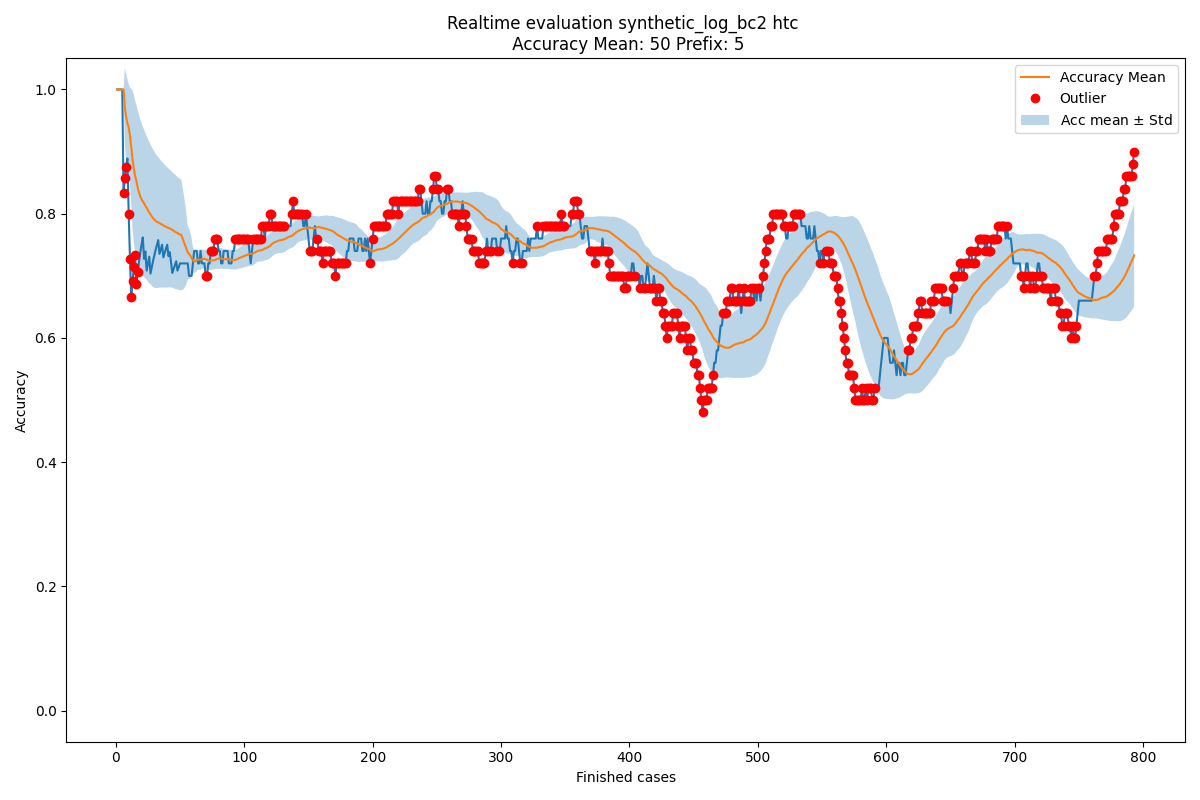 Realtime evaluation synthetic_log_bc2 htc
Accuracy Mean: 50 Prefix: 5
Accuracy Mean
Outlier
Acc mean ± Std
1.0
0.8
0.6
0.4
0.2
0.0
Accuracy
0 100 200 300 400 500 600 700 800
Finished cases